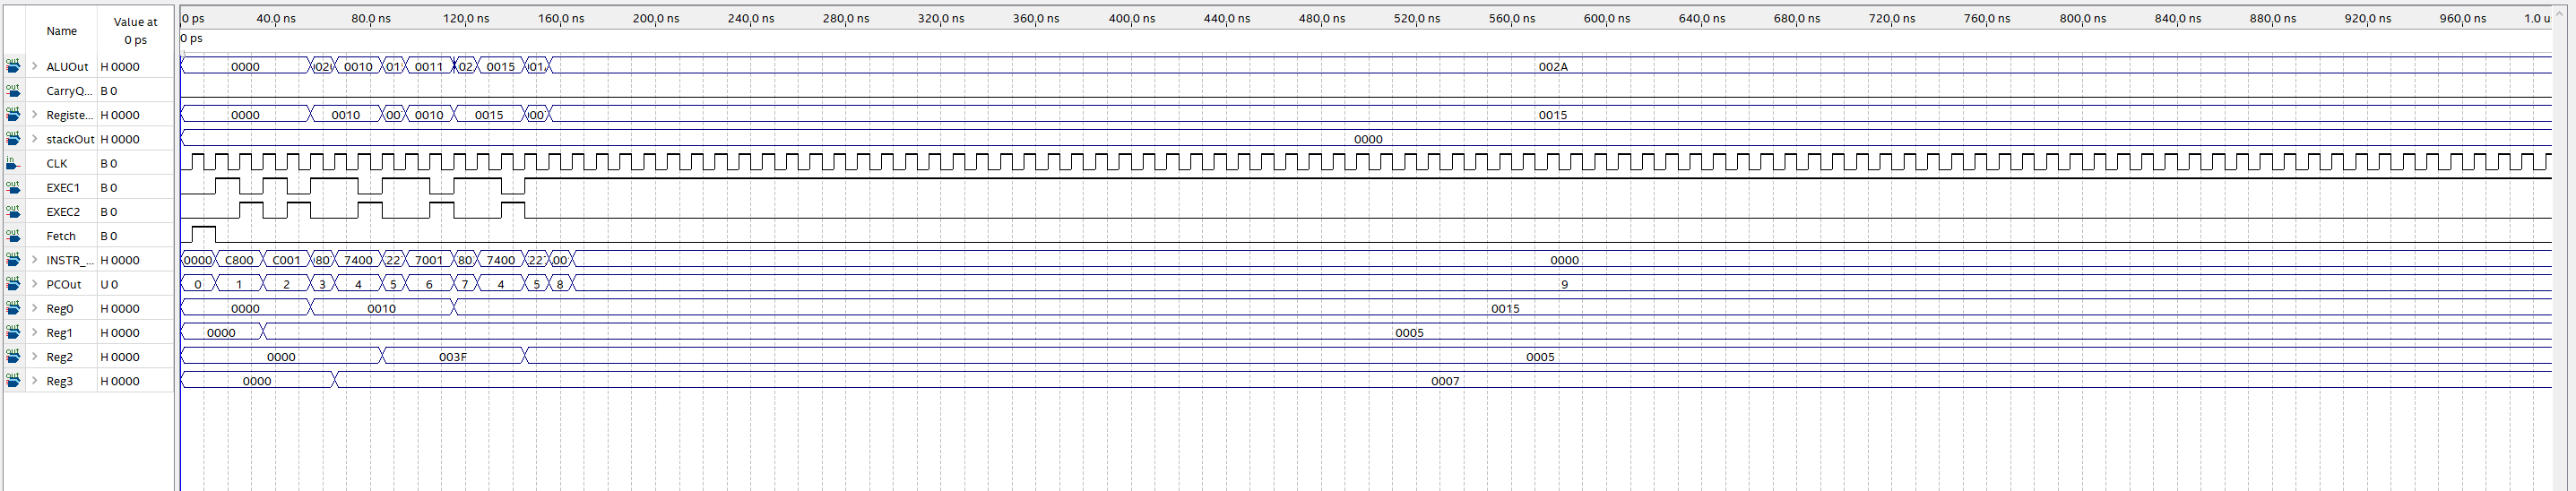 Name Value at 0 ps
0 ps 40.0 ns 80.0 ns 120.0 ns 160.0 ns 200.0 ns 240.0 ns 280.0 ns 320.0 ns 360.0 ns 400.0 ns 440.0 ns 480.0 ns 520.0 ns 560.0 ns 600.0 ns 640.0 ns 680.0 ns 720.0 ns 760.0 ns 800.0 ns 840.0 ns 880.0 ns 920.0 ns 960.0 ns 1.0 u
0 ps
out ALUOut H 0000 0000 0010 0011 0015 002A
out CarryQ... B 0
out Registe... H 0000 0000 0010 00 0010 0015 00 0015
out stackOut H 0000 0000
in CLK B 0
out EXEC1 B 0
out EXEC2 B 0
out Fetch B 0
out INSTR_... H 0000 0000 C800 C001 80 7400 22 7001 80 7400 22 00 0000
out PCOut U 0 0 1 2 3 4 5 6 7 4 5 8 9
out Reg0 H 0000 0000 0010 0015
out Reg1 H 0000 0000 0005
out Reg2 H 0000 0000 003F 0005
out Reg3 H 0000 0000 0007